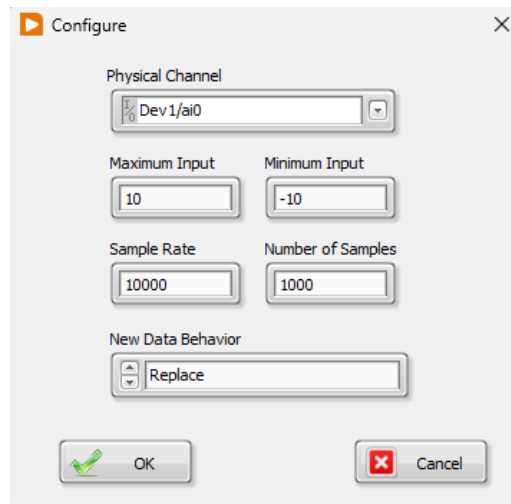 Configure
Physical Channel
I/O Dev1/ai0
Maximum Input Minimum Input
10 -10
Sample Rate Number of Samples
10000 1000
New Data Behavior
Replace
OK Cancel